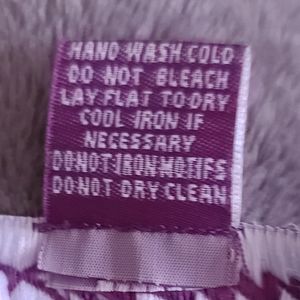 HAND WASH COLD
DO NOT BLEACH
LAY FLAT TO DRY
COOL IRON IF
NECESSARY
DO NOT IRON MOTIFS
DO NOT DRY CLEAN